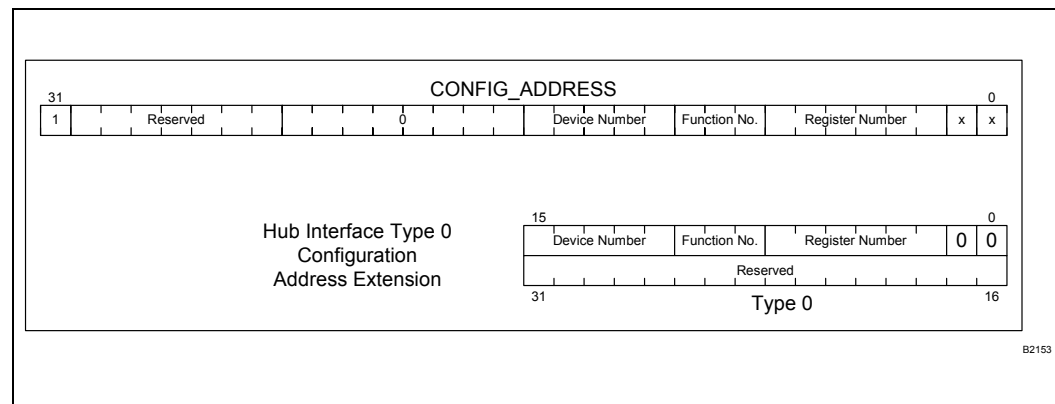 CONFIG_ADDRESS
31 0
1 Reserved 0 Device Number Function No. Register Number x x
Hub Interface Type 0
Configuration
Address Extension
15 0
Device Number Function No. Register Number 0 0
Reserved
31 Type 0 16
B2153